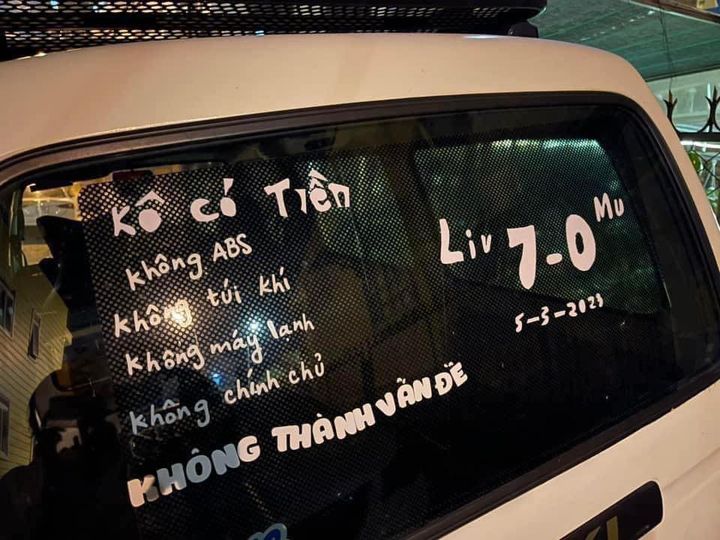 Kô có Tiền
Không ABS
không túi khí
Không máy lạnh
không chính chủ
KHÔNG THÀNH VẤN ĐỀ
Liv 7-0 Mu
5-3-2023